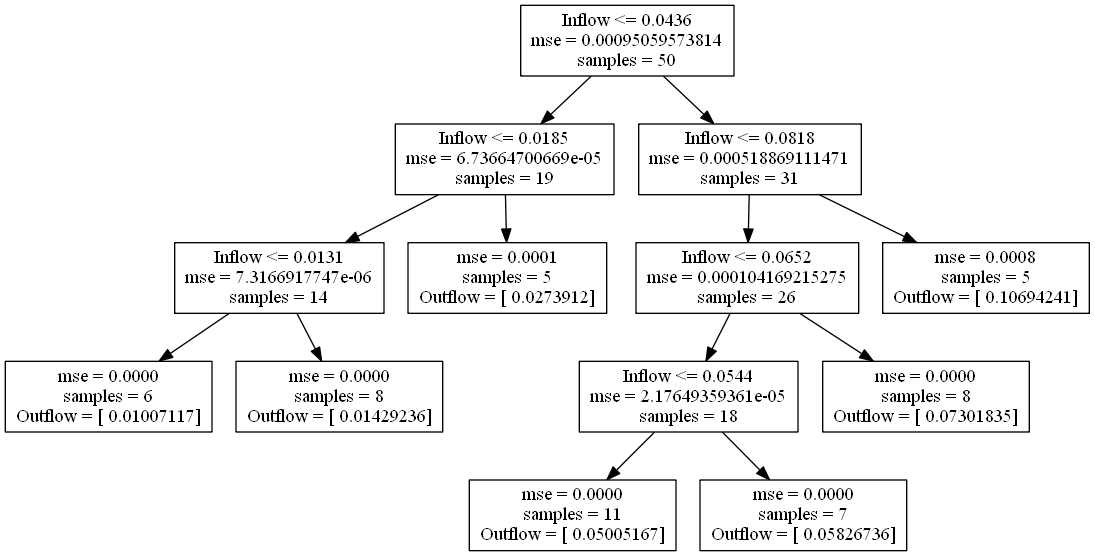 Inflow <= 0.0436
mse = 0.00095059573814
samples = 50
Inflow <= 0.0185
mse = 6.73664700669e-05
samples = 19
Inflow <= 0.0818
mse = 0.000518869111471
samples = 31
Inflow <= 0.0131
mse = 7.3166917747e-06
samples = 14
mse = 0.0001
samples = 5
Outflow = [ 0.0273912]
Inflow <= 0.0652
mse = 0.000104169215275
samples = 26
mse = 0.0008
samples = 5
Outflow = [ 0.10694241]
mse = 0.0000
samples = 6
Outflow = [ 0.01007117]
mse = 0.0000
samples = 8
Outflow = [ 0.01429236]
Inflow <= 0.0544
mse = 2.17649359361e-05
samples = 18
mse = 0.0000
samples = 8
Outflow = [ 0.07301835]
mse = 0.0000
samples = 11
Outflow = [ 0.05005167]
mse = 0.0000
samples = 7
Outflow = [ 0.05826736]